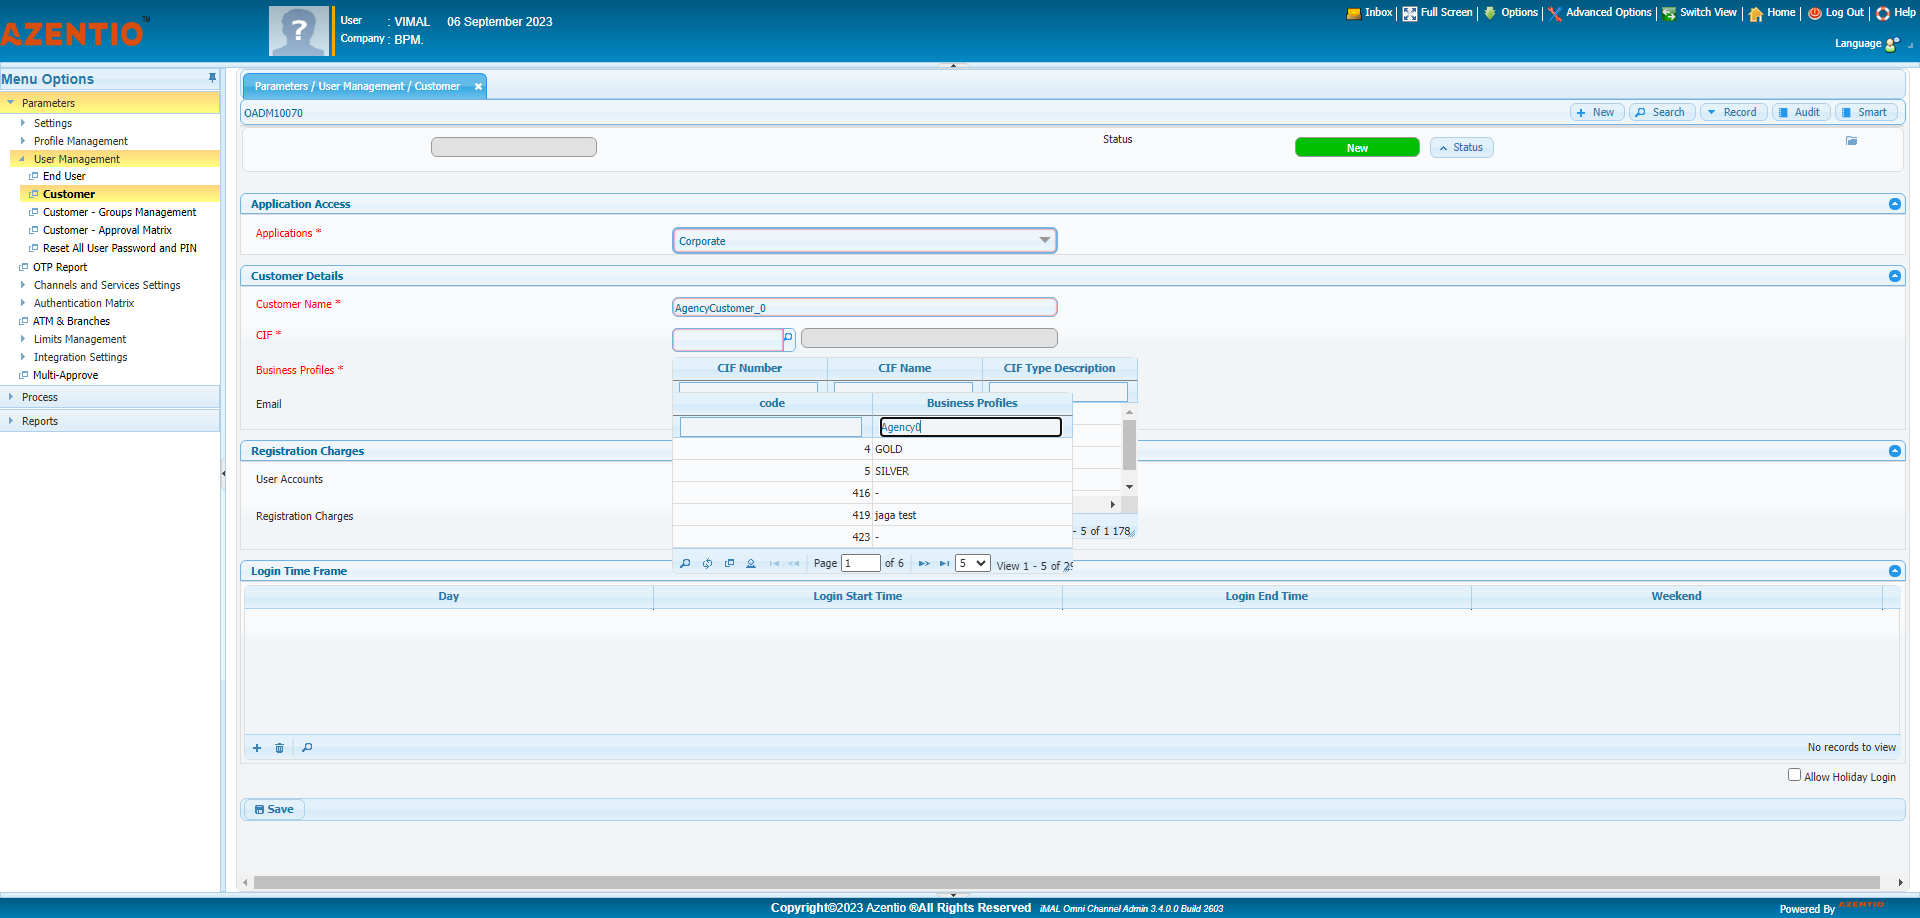 AZENTIO™
User : VIMAL 06 September 2023
Company : BPM.
Inbox Full Screen Options Advanced Options Switch View Home Log Out Help
Language
Menu Options
Parameters
Settings
Profile Management
User Management
End User
Customer
Customer - Groups Management
Customer - Approval Matrix
Reset All User Password and PIN
OTP Report
Channels and Services Settings
Authentication Matrix
ATM & Branches
Limits Management
Integration Settings
Multi-Approve
Process
Reports
Parameters / User Management / Customer
OADM10070
New Search Record Audit Smart
Status New Status
Application Access
Applications * Corporate
Customer Details
Customer Name * AgencyCustomer_0
CIF *
Business Profiles *
Email
CIF Number CIF Name CIF Type Description
code Business Profiles
Agency0
4 GOLD
5 SILVER
416 -
419 jaga test
423 -
- 5 of 1 178
Page 1 of 6 5 View 1 - 5 of 29
Registration Charges
User Accounts
Registration Charges
Login Time Frame
Day Login Start Time Login End Time Weekend
No records to view
Allow Holiday Login
Save
Copyright©2023 Azentio ®All Rights Reserved iMAL Omni Channel Admin 3.4.0.0 Build 2603
Powered By AZENTIO